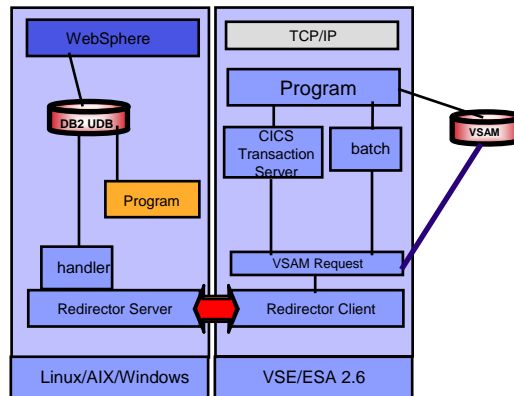 WebSphere
DB2 UDB
Program
handler
Redirector Server
Linux/AIX/Windows
TCP/IP
Program
CICS
Transaction
Server
batch
VSAM Request
Redirector Client
VSE/ESA 2.6
VSAM